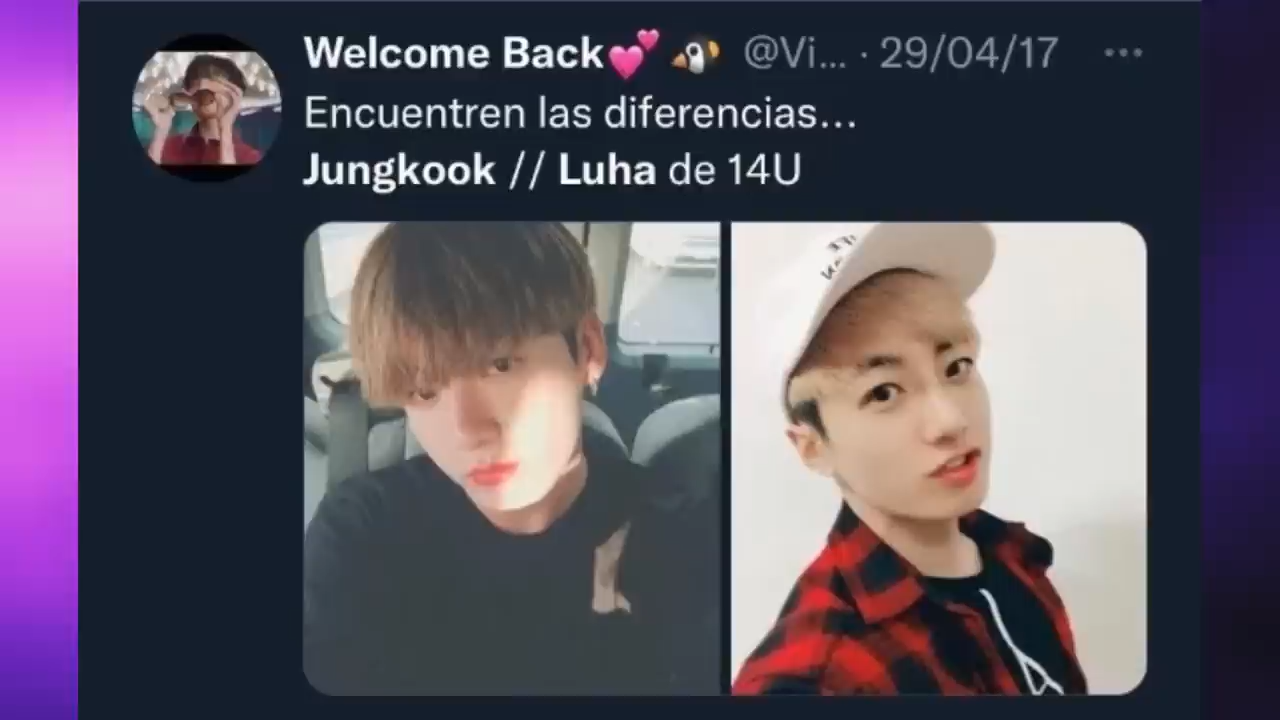 Welcome Back💕 @Vi... · 29/04/17
Encuentren las diferencias...
Jungkook // Luha de 14U